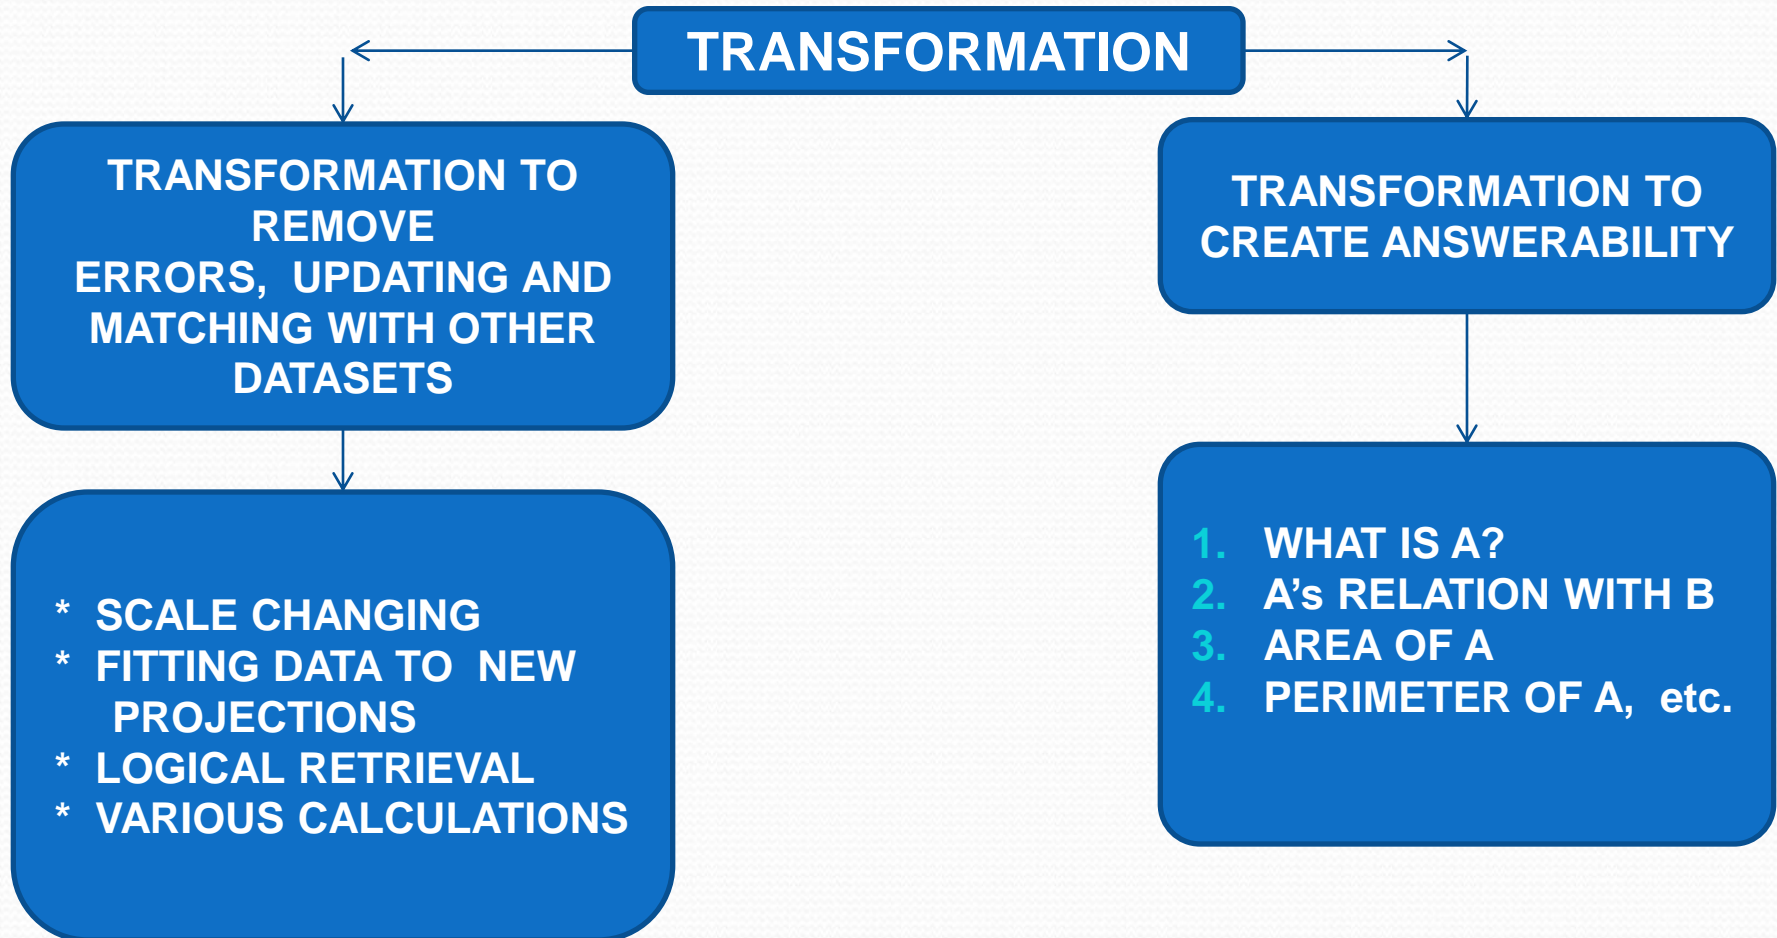 TRANSFORMATION
TRANSFORMATION TO
REMOVE
ERRORS, UPDATING AND
MATCHING WITH OTHER
DATASETS
* SCALE CHANGING
* FITTING DATA TO NEW
PROJECTIONS
* LOGICAL RETRIEVAL
* VARIOUS CALCULATIONS
TRANSFORMATION TO
CREATE ANSWERABILITY
1. WHAT IS A?
2. A’s RELATION WITH B
3. AREA OF A
4. PERIMETER OF A, etc.